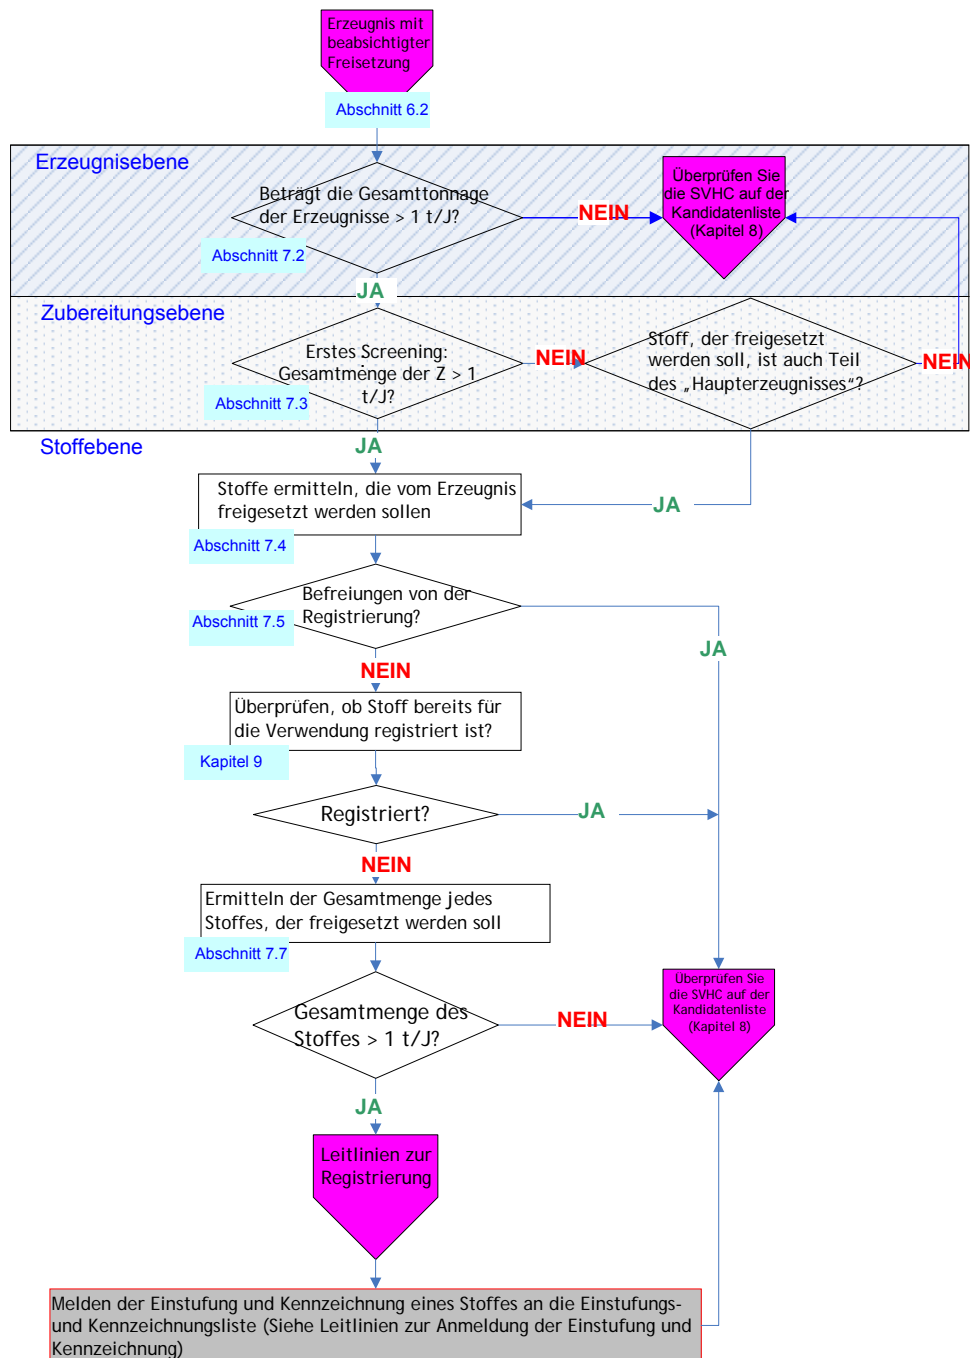 Erzeugnis mit
beabsichtigter
Freisetzung
Abschnitt 6.2
Erzeugnisebene
Beträgt die Gesamttonnage
der Erzeugnisse > 1 t/J?
NEIN
Überprüfen Sie
die SVHC auf der
Kandidatenliste
(Kapitel 8)
Abschnitt 7.2
JA
Zubereitungsebene
Erstes Screening:
Gesamtmenge der Z > 1
t/J?
NEIN
Stoff, der freigesetzt
werden soll, ist auch Teil
des „Haupterzeugnisses“?
NEIN
Abschnitt 7.3
Stoffebene
JA
Stoffe ermitteln, die vom Erzeugnis
freigesetzt werden sollen
JA
Abschnitt 7.4
Befreiungen von der
Registrierung?
Abschnitt 7.5
JA
NEIN
Überprüfen, ob Stoff bereits für
die Verwendung registriert ist?
Kapitel 9
Registriert?
JA
NEIN
Ermitteln der Gesamtmenge jedes
Stoffes, der freigesetzt werden soll
Abschnitt 7.7
Gesamtmenge des
Stoffes > 1 t/J?
NEIN
Überprüfen Sie
die SVHC auf der
Kandidatenliste
(Kapitel 8)
JA
Leitlinien zur
Registrierung
Melden der Einstufung und Kennzeichnung eines Stoffes an die Einstufungs-
und Kennzeichnungsliste (Siehe Leitlinien zur Anmeldung der Einstufung und
Kennzeichnung)